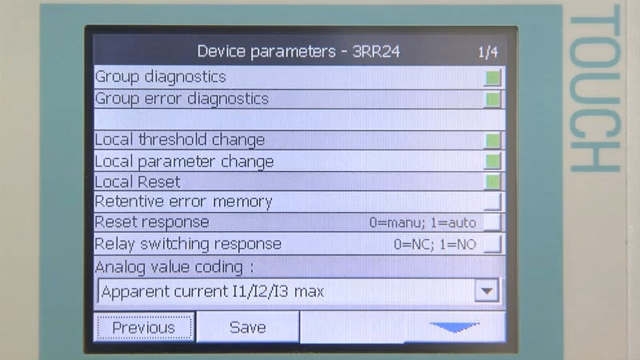 Device parameters - 3RR24 1/4
Group diagnostics
Group error diagnostics
Local threshold change
Local parameter change
Local Reset
Retentive error memory
Reset response 0=manu; 1=auto
Relay switching response 0=NC; 1=NO
Analog value coding :
Apparent current I1/I2/I3 max
Previous Save
TOUCH